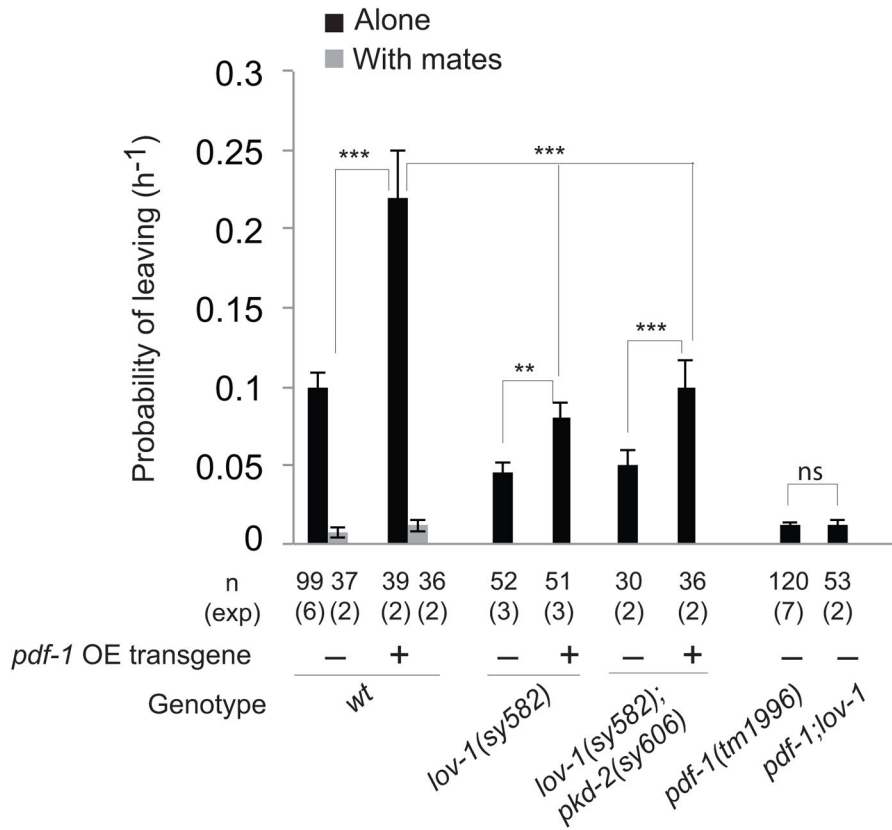 Alone
With mates
Probability of leaving (h-1)
0.3
0.25
0.2
0.15
0.1
0.05
0
***
***
**
***
ns
n 99 37 39 36 52 51 30 36 120 53
(exp) (6) (2) (2) (2) (3) (3) (2) (2) (7) (2)
pdf-1 OE transgene – + – + – + – –
Genotype
wt
lov-1(sy582)
lov-1(sy582);
pkd-2(sy606)
pdf-1(tm1996)
pdf-1;lov-1